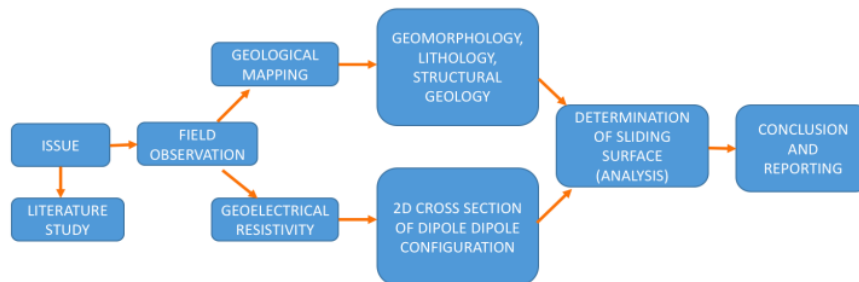 ISSUE
LITERATURE
STUDY
FIELD
OBSERVATION
GEOLOGICAL
MAPPING
GEOELECTRICAL
RESISTIVITY
GEOMORPHOLOGY,
LITHOLOGY,
STRUCTURAL
GEOLOGY
2D CROSS SECTION
OF DIPOLE DIPOLE
CONFIGURATION
DETERMINATION
OF SLIDING
SURFACE
(ANALYSIS)
CONCLUSION
AND
REPORTING